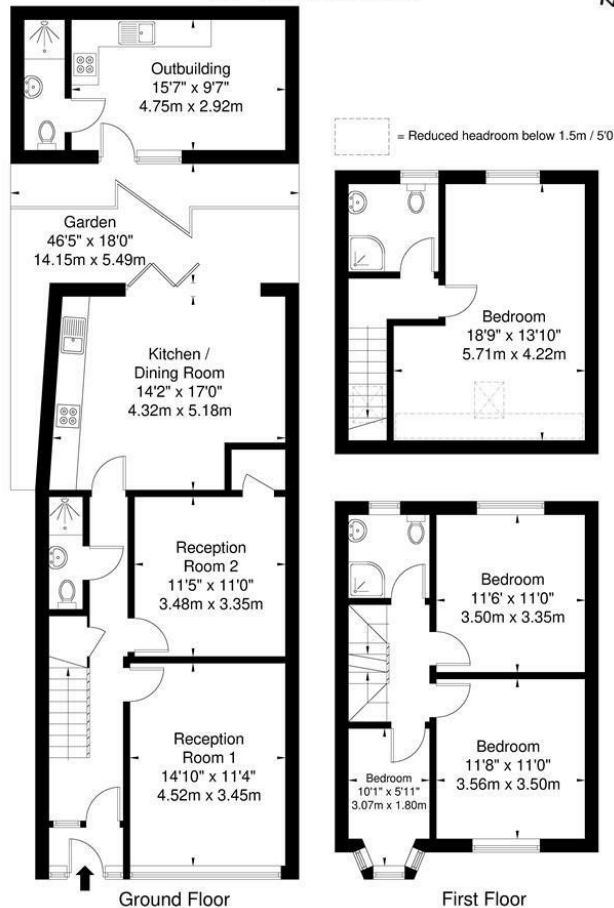 Outbuilding
15'7" x 9'7"
4.75m x 2.92m
= Reduced headroom below 1.5m / 5'0
Garden
46'5" x 18'0"
14.15m x 5.49m
Kitchen /
Dining Room
14'2" x 17'0"
4.32m x 5.18m
Bedroom
18'9" x 13'10"
5.71m x 4.22m
Reception
Room 2
11'5" x 11'0"
3.48m x 3.35m
Bedroom
11'6' x 11'0"
3.50m x 3.35m
Reception
Room 1
14'10" x 11'4"
4.52m x 3.45m
Bedroom
10'1" x 5'11"
3.07m x 1.80m
Bedroom
11'8" x 11'0"
3.56m x 3.50m
Ground Floor
First Floor